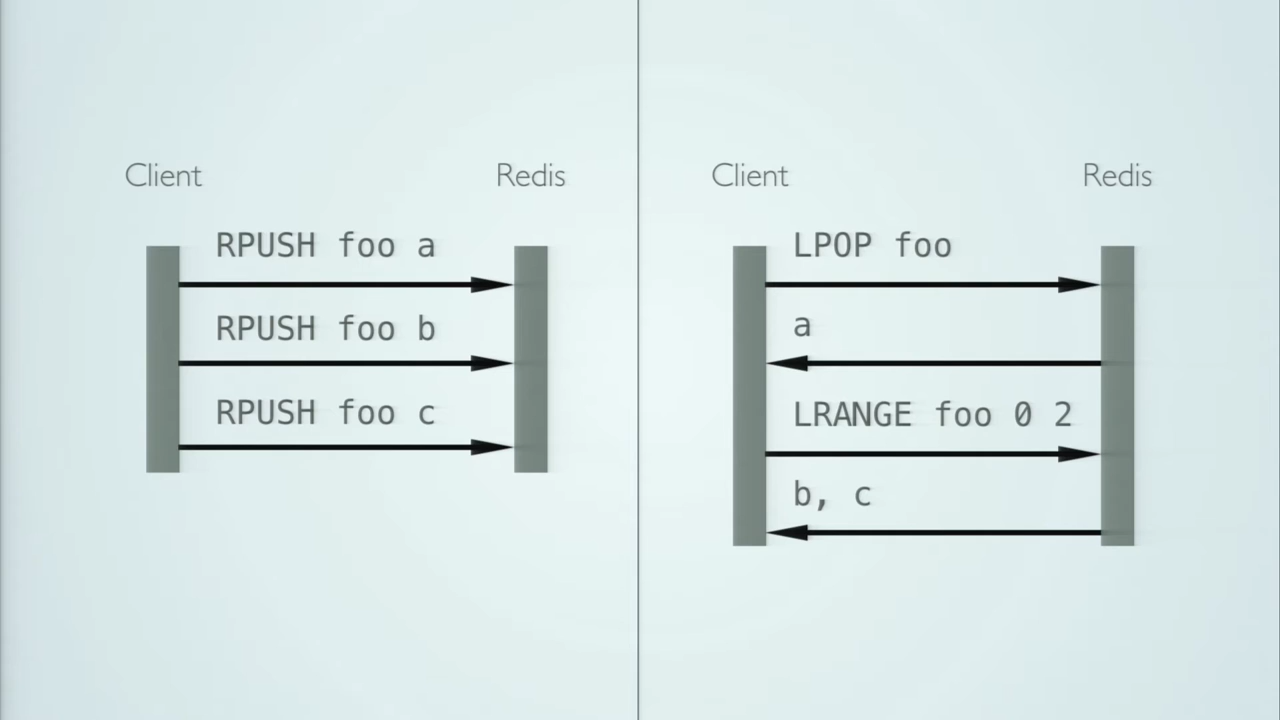 Client Redis
RPUSH foo a
RPUSH foo b
RPUSH foo c
Client Redis
LPOP foo
a
LRANGE foo 0 2
b, c